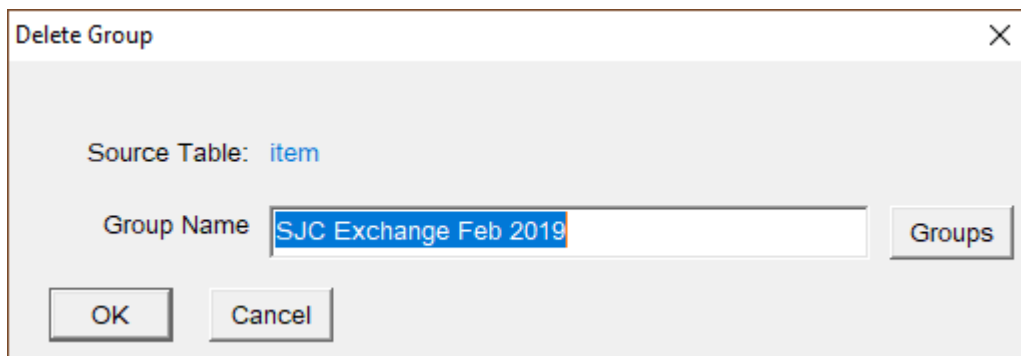 Delete Group
Source Table: item
Group Name SJC Exchange Feb 2019 Groups
OK Cancel